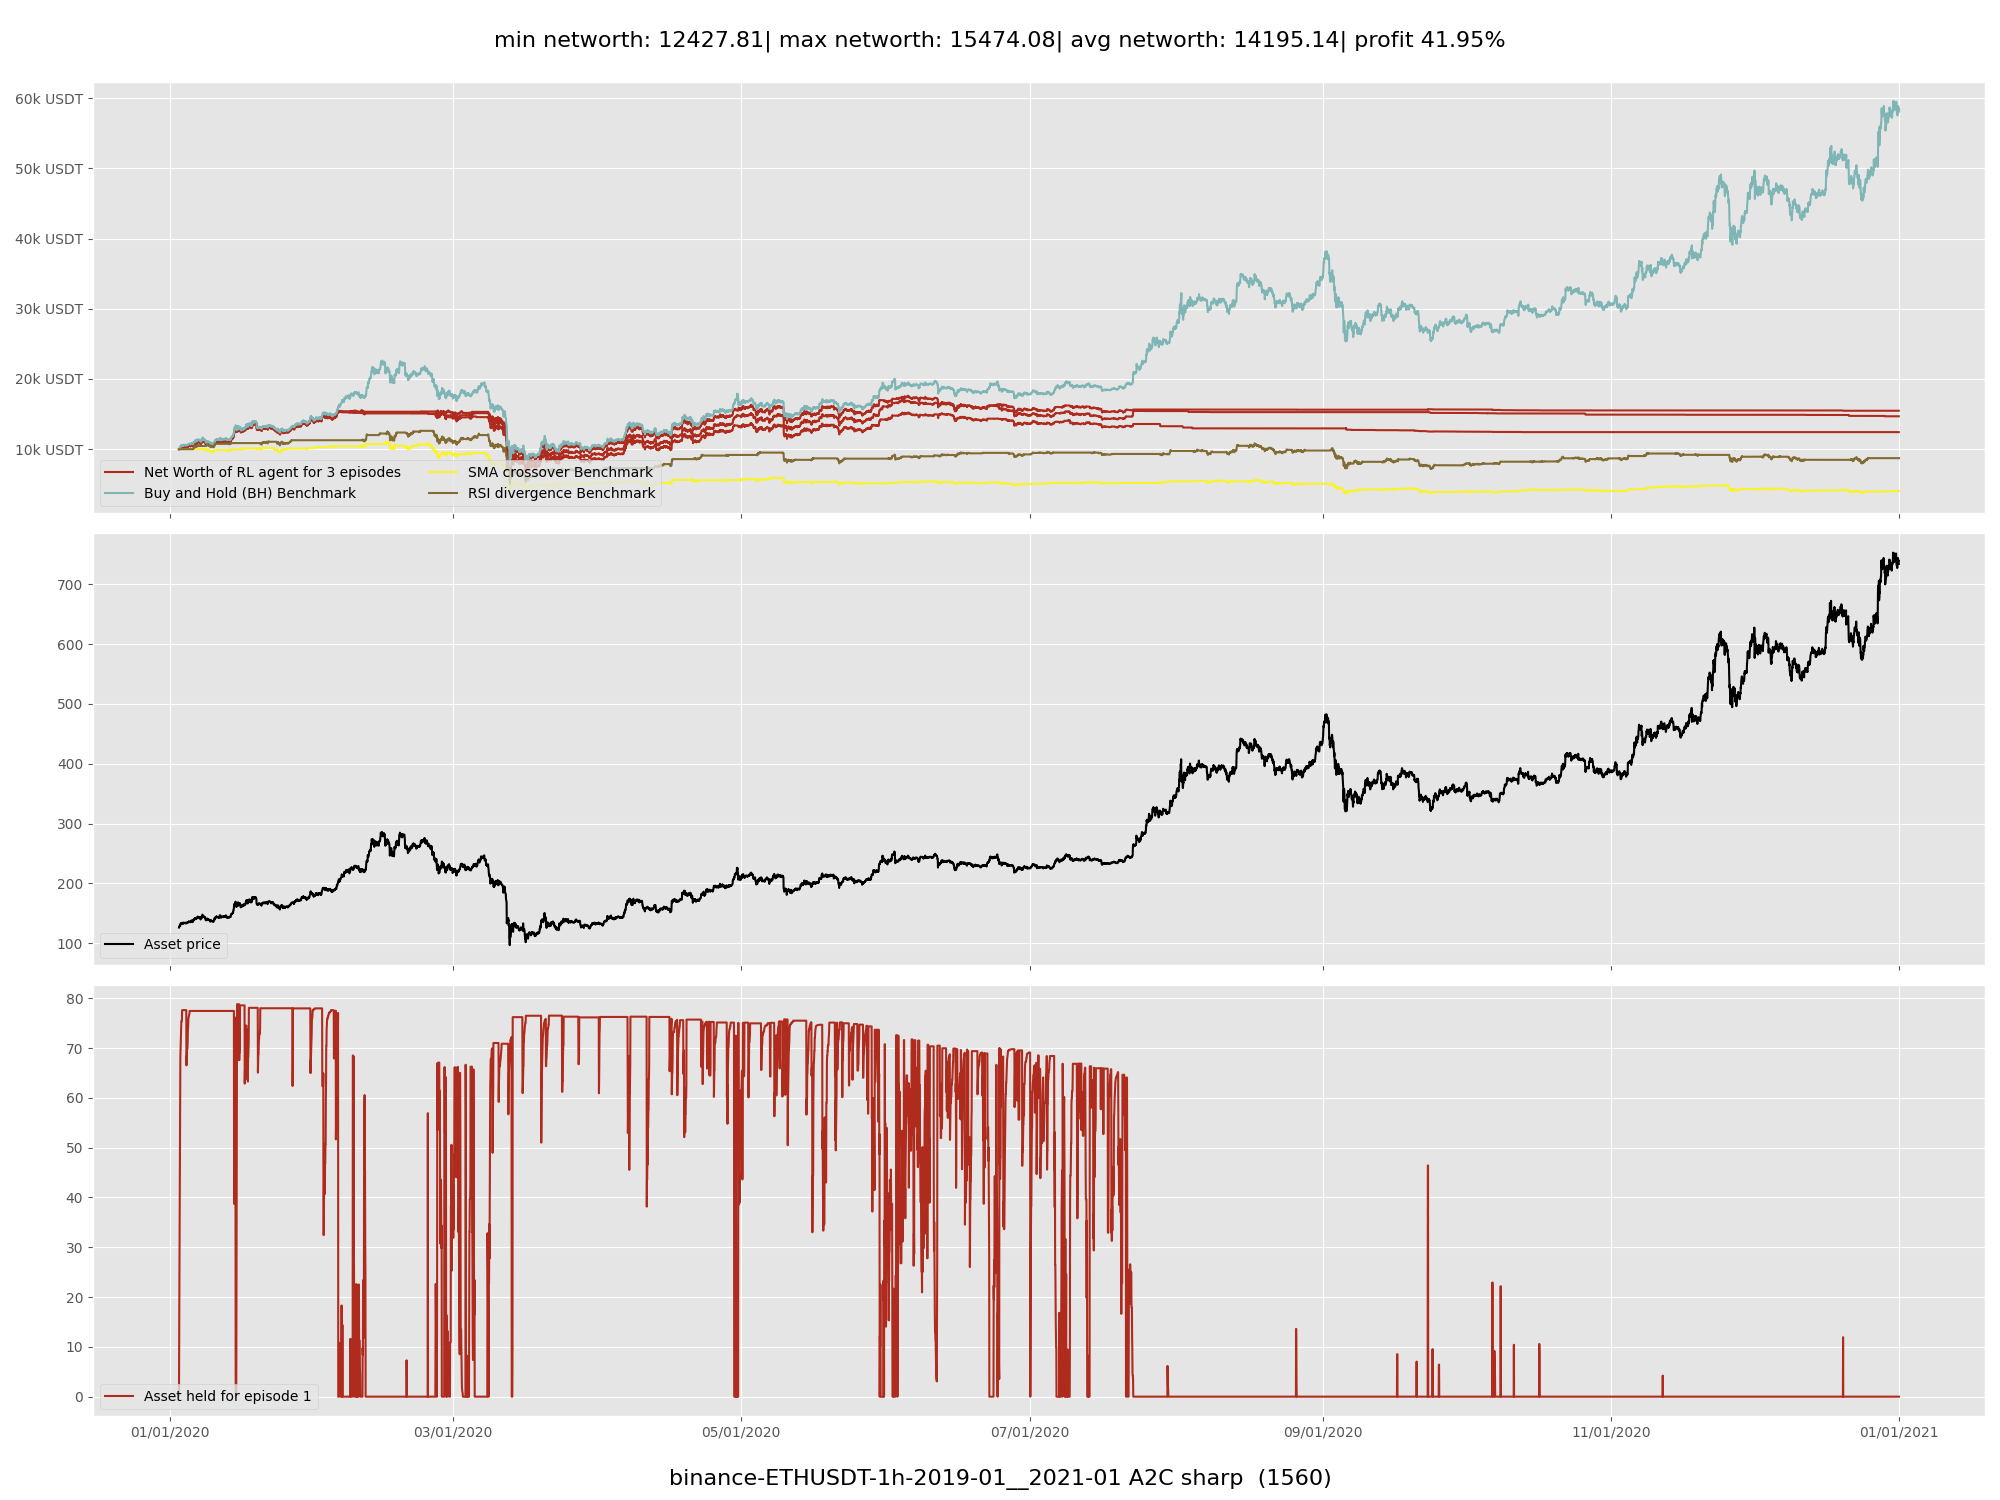 min networth: 12427.81| max networth: 15474.08| avg networth: 14195.14| profit 41.95%
60k USDT
50k USDT
40k USDT
30k USDT
20k USDT
10k USDT
Net Worth of RL agent for 3 episodes
Buy and Hold (BH) Benchmark
SMA crossover Benchmark
RSI divergence Benchmark
700
600
500
400
300
200
100
Asset price
80
70
60
50
40
30
20
10
0
Asset held for episode 1
01/01/2020
03/01/2020
05/01/2020
07/01/2020
09/01/2020
11/01/2020
01/01/2021
binance-ETHUSDT-1h-2019-01__2021-01 A2C sharp  (1560)